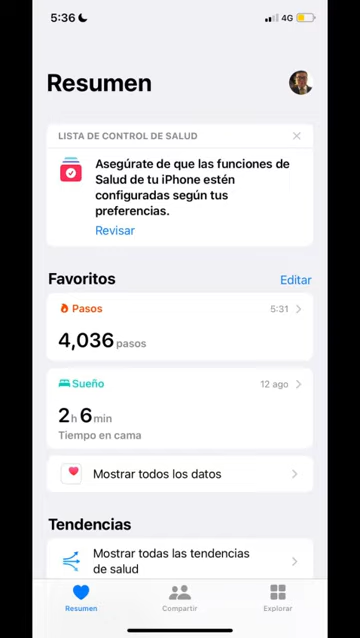 5:36
4G
Resumen
LISTA DE CONTROL DE SALUD
Asegúrate de que las funciones de
Salud de tu iPhone estén
configuradas según tus
preferencias.
Revisar
Favoritos
Editar
Pasos
5:31
4,036 pasos
Sueño
12 ago
2 h 6 min
Tiempo en cama
Mostrar todos los datos
Tendencias
Mostrar todas las tendencias
de salud
Resumen
Compartir
Explorar